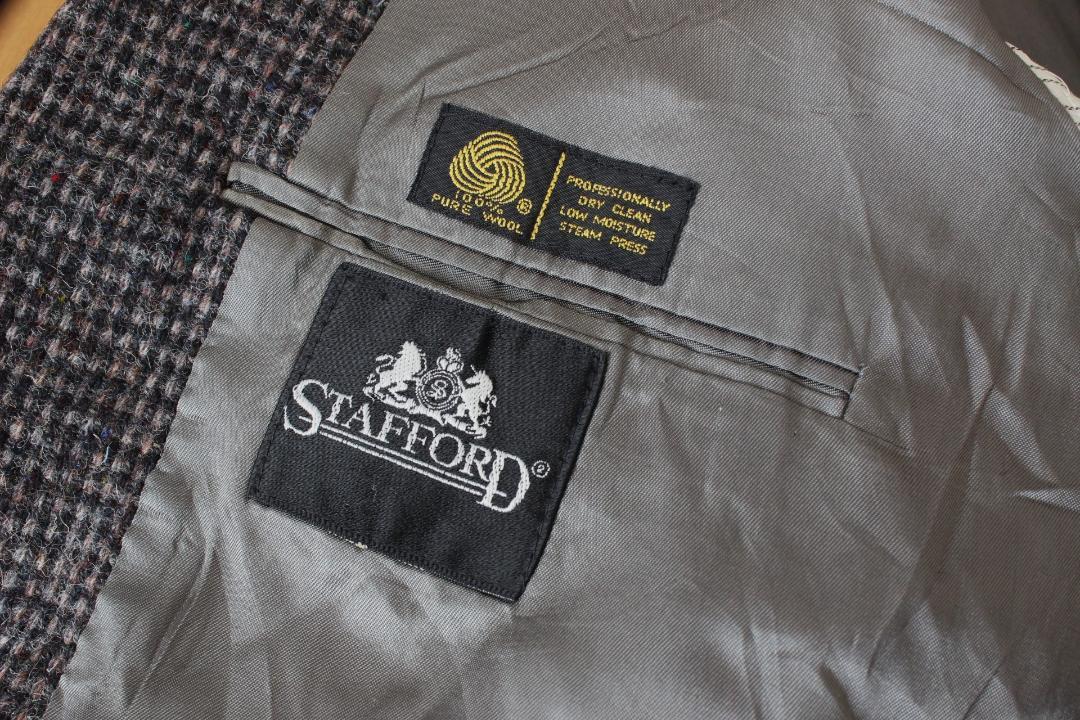 100%
PURE WOOL ®
PROFESSIONALLY
DRY CLEAN
LOW MOISTURE
STEAM PRESS
S
STAFFORD ®